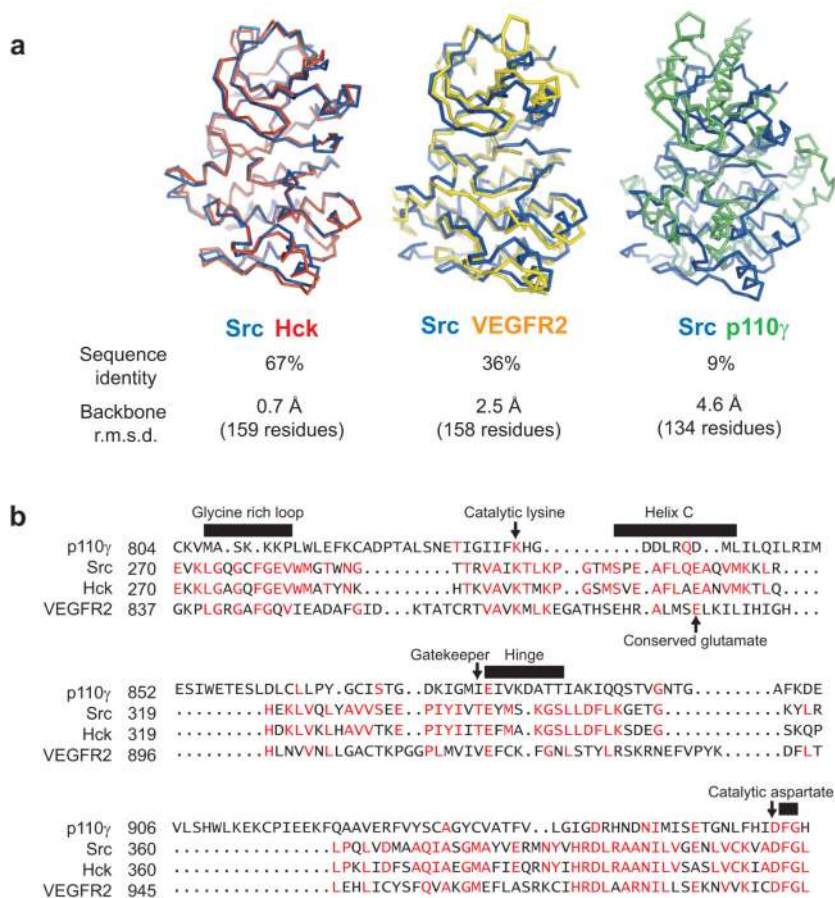 a
Src Hck
Src VEGFR2
Src p110γ
Sequence identity 67% 36% 9%
Backbone r.m.s.d. 0.7 Å (159 residues) 2.5 Å (158 residues) 4.6 Å (134 residues)
b
Glycine rich loop Catalytic lysine Helix C
p110γ 804 CKVMA.SK.KKPLWLEFKCADPTALSNETIGIIFKHG.........DDLRQD..MLILQILRIM
Src 270 EVKLGQGCFGEVWMGTWNG.......TTRVAIKTLKP.GTMSPE.AFLQEAQVMKKLR....
Hck 270 EKKLGAGQFGEVWMATYNK.......HTKVAVKTMKP.GSMSVE.AFLAEANVMKTLQ....
VEGFR2 837 GKPLGRGAFGQVIEADAFGID..KTATCRTVAVKMLKEGATHSEHR.ALMSELKILIHIGH...
Conserved glutamate
Gatekeeper Hinge
p110γ 852 ESIWETESLDLCLLPY.GCISTG..DKIGMIEIVKDATTIAKIQQSTVGNTG.......AFKDE
Src 319 .........HEKLVQLYAVVSEE..PIYIVTEYMS.KGSLLDFLKGETG........KYLR
Hck 319 .........HDKLVKLHAVVTKE..PIYIITEFMA.KGSLLDFLKSDEG........SKQP
VEGFR2 896 .........HLNVVNLLGACTKPGGPLMVIVEFCK.FGNLSTYLRSKRNEFVPYK.....DFLT
Catalytic aspartate
p110γ 906 VLSHWLKEKCPIEEKFQAAVERFVYSCAGYCVATFV..LGIGDRHNDNIMISETGNLFHIDFGH
Src 360 ...............LPQLVDMAAQIASGMAYVERMNYVHRDLRAANILVGENLVCKVADFGL
Hck 360 ...............LPKLIDFSAQIAEGMAFIEQRNYIHRDLRAANILVSASLVCKIADFGL
VEGFR2 945 ...............LEHLICYSFQVAKGMEFLASRKCIHRDLAARNILLSEKNVVKICDFGL